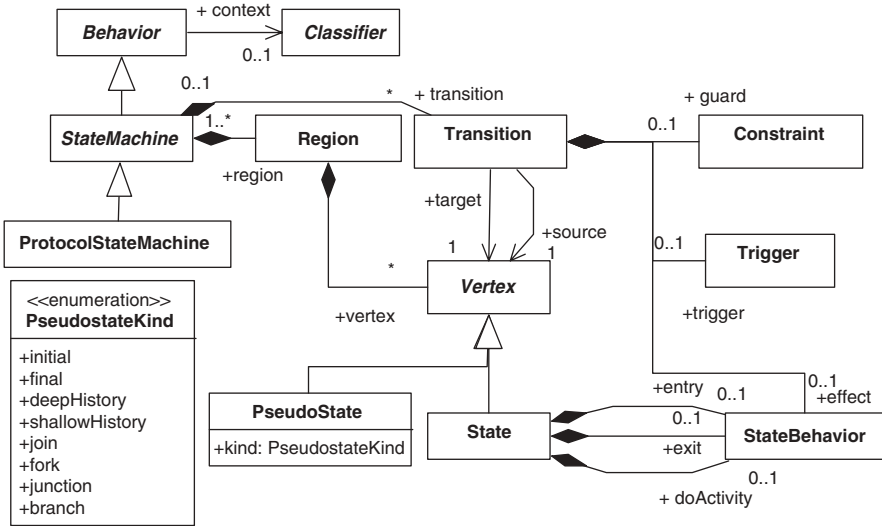 + context
Behavior
Classifier
0..1
0..1
*
+ transition
+ guard
1..*
0..1
StateMachine
Region
Transition
Constraint
+region
+target
+source
ProtocolStateMachine
0..1
Trigger
1
1
*
Vertex
+vertex
+trigger
<<enumeration>>
PseudostateKind
+initial
+final
+deepHistory
+shallowHistory
+join
+fork
+junction
+branch
PseudoState
+kind: PseudostateKind
State
+entry
0..1
0..1
+effect
0..1
StateBehavior
+exit
0..1
+ doActivity